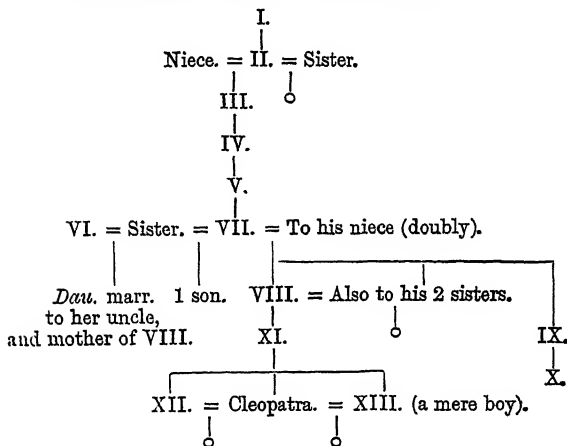 I.
Niece. = II. = Sister.
III.
IV.
V.
VI. = Sister. = VII. = To his niece (doubly).
Dau. marr. 1 son. VIII. = Also to his 2 sisters.
to her uncle,
and mother of VIII. XI. IX.
X.
XII. = Cleopatra. = XIII. (a mere boy).